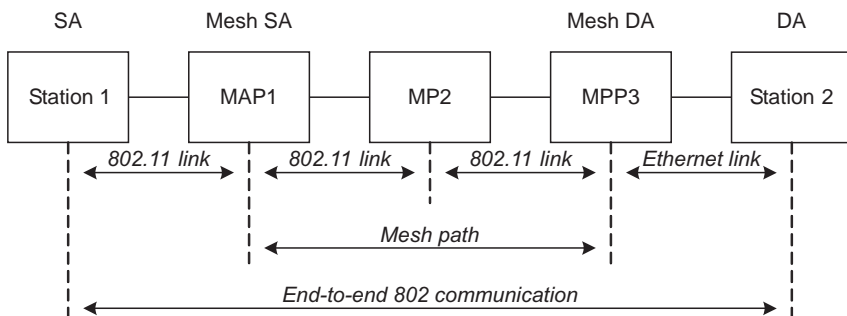 SA Mesh SA Mesh DA DA
Station 1 MAP1 MP2 MPP3 Station 2
802.11 link 802.11 link 802.11 link Ethernet link
Mesh path
End-to-end 802 communication